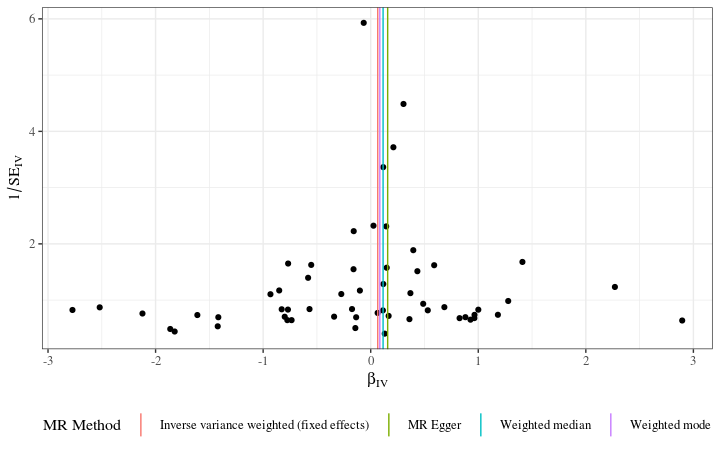 6
4
2
1/SE_IV
-3
-2
-1
0
1
2
3
β_IV
MR Method
Inverse variance weighted (fixed effects)
MR Egger
Weighted median
Weighted mode